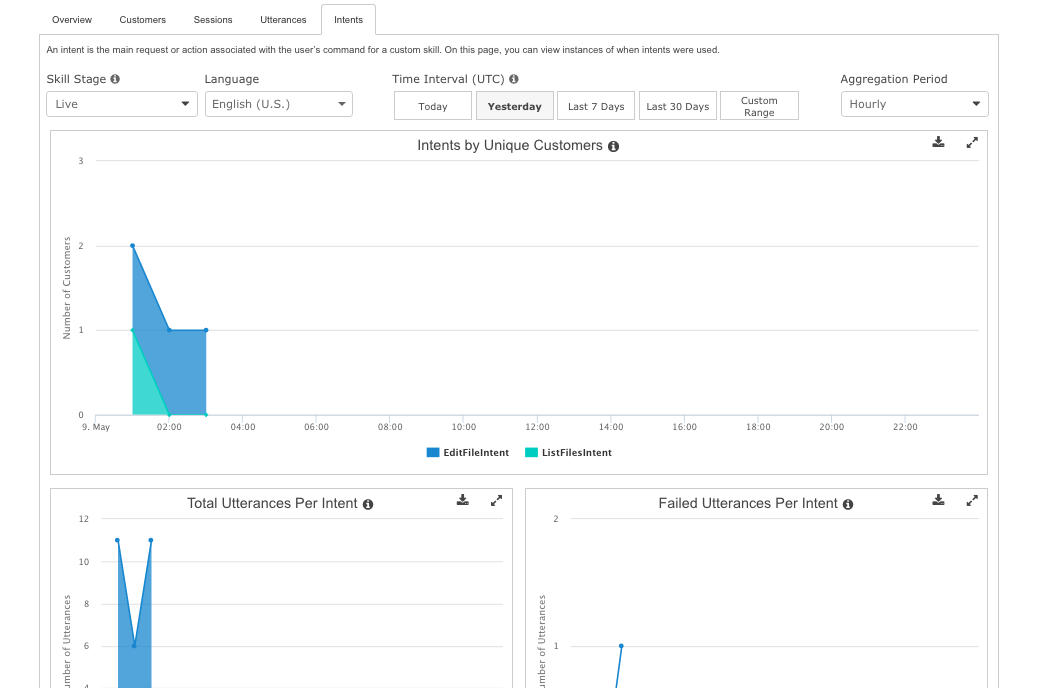 Overview Customers Sessions Utterances Intents
An intent is the main request or action associated with the user's command for a custom skill. On this page, you can view instances of when intents were used.
Skill Stage Language Time Interval (UTC) Aggregation Period
Live English (U.S.) Today Yesterday Last 7 Days Last 30 Days Custom Range Hourly
Intents by Unique Customers
3
2
1
0
Number of Customers
9. May 02:00 04:00 06:00 08:00 10:00 12:00 14:00 16:00 18:00 20:00 22:00
EditFileIntent ListFilesIntent
Total Utterances Per Intent
12
10
8
6
4
mber of Utterances
Failed Utterances Per Intent
2
1
mber of Utterances